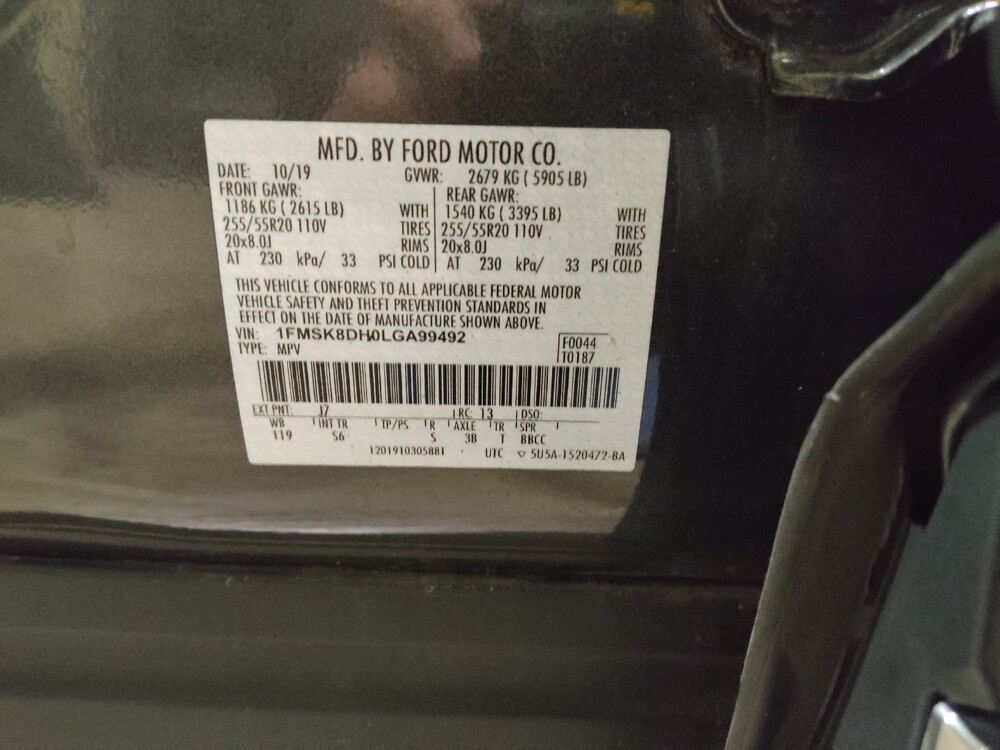 MFD. BY FORD MOTOR CO.
DATE: 10/19 GVWR: 2679 KG ( 5905 LB)
FRONT GAWR: REAR GAWR:
1186 KG ( 2615 LB) WITH 1540 KG ( 3395 LB) WITH
255/55R20 110V TIRES 255/55R20 110V TIRES
20x8.0J RIMS 20x8.0J RIMS
AT 230 kPa/ 33 PSI COLD AT 230 kPa/ 33 PSI COLD
THIS VEHICLE CONFORMS TO ALL APPLICABLE FEDERAL MOTOR
VEHICLE SAFETY AND THEFT PREVENTION STANDARDS IN
EFFECT ON THE DATE OF MANUFACTURE SHOWN ABOVE.
VIN: 1FMSK8DH0LGA99492 F0044
TYPE: MPV T0187
EXT PNT: J7 RC: 13 DSO:
WB INT TR TP/PS R AXLE TR SPR
119 S6 S 3B T BBCC
1201910305881 UTC ▽ 5U5A-1520472-BA